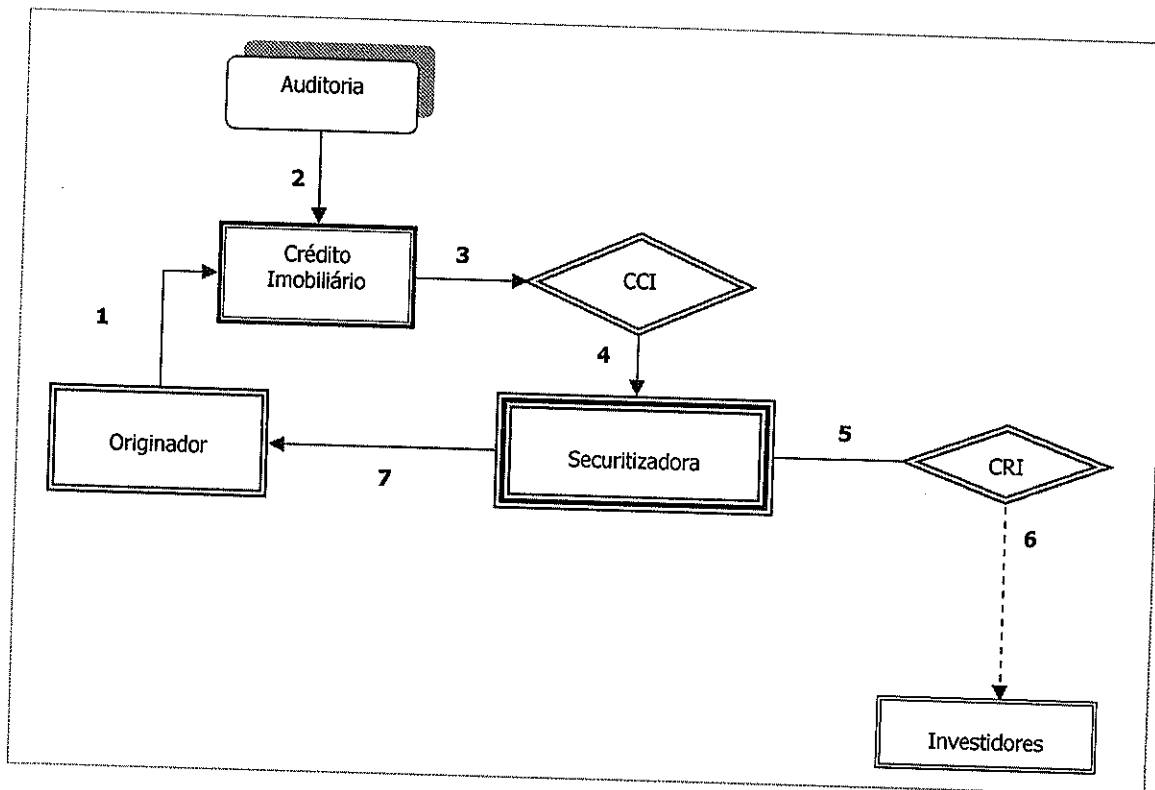 Auditoria
2
Crédito
Imobiliário
3
CCI
1
4
Originador
7
Securitizadora
5
CRI
6
Investidores